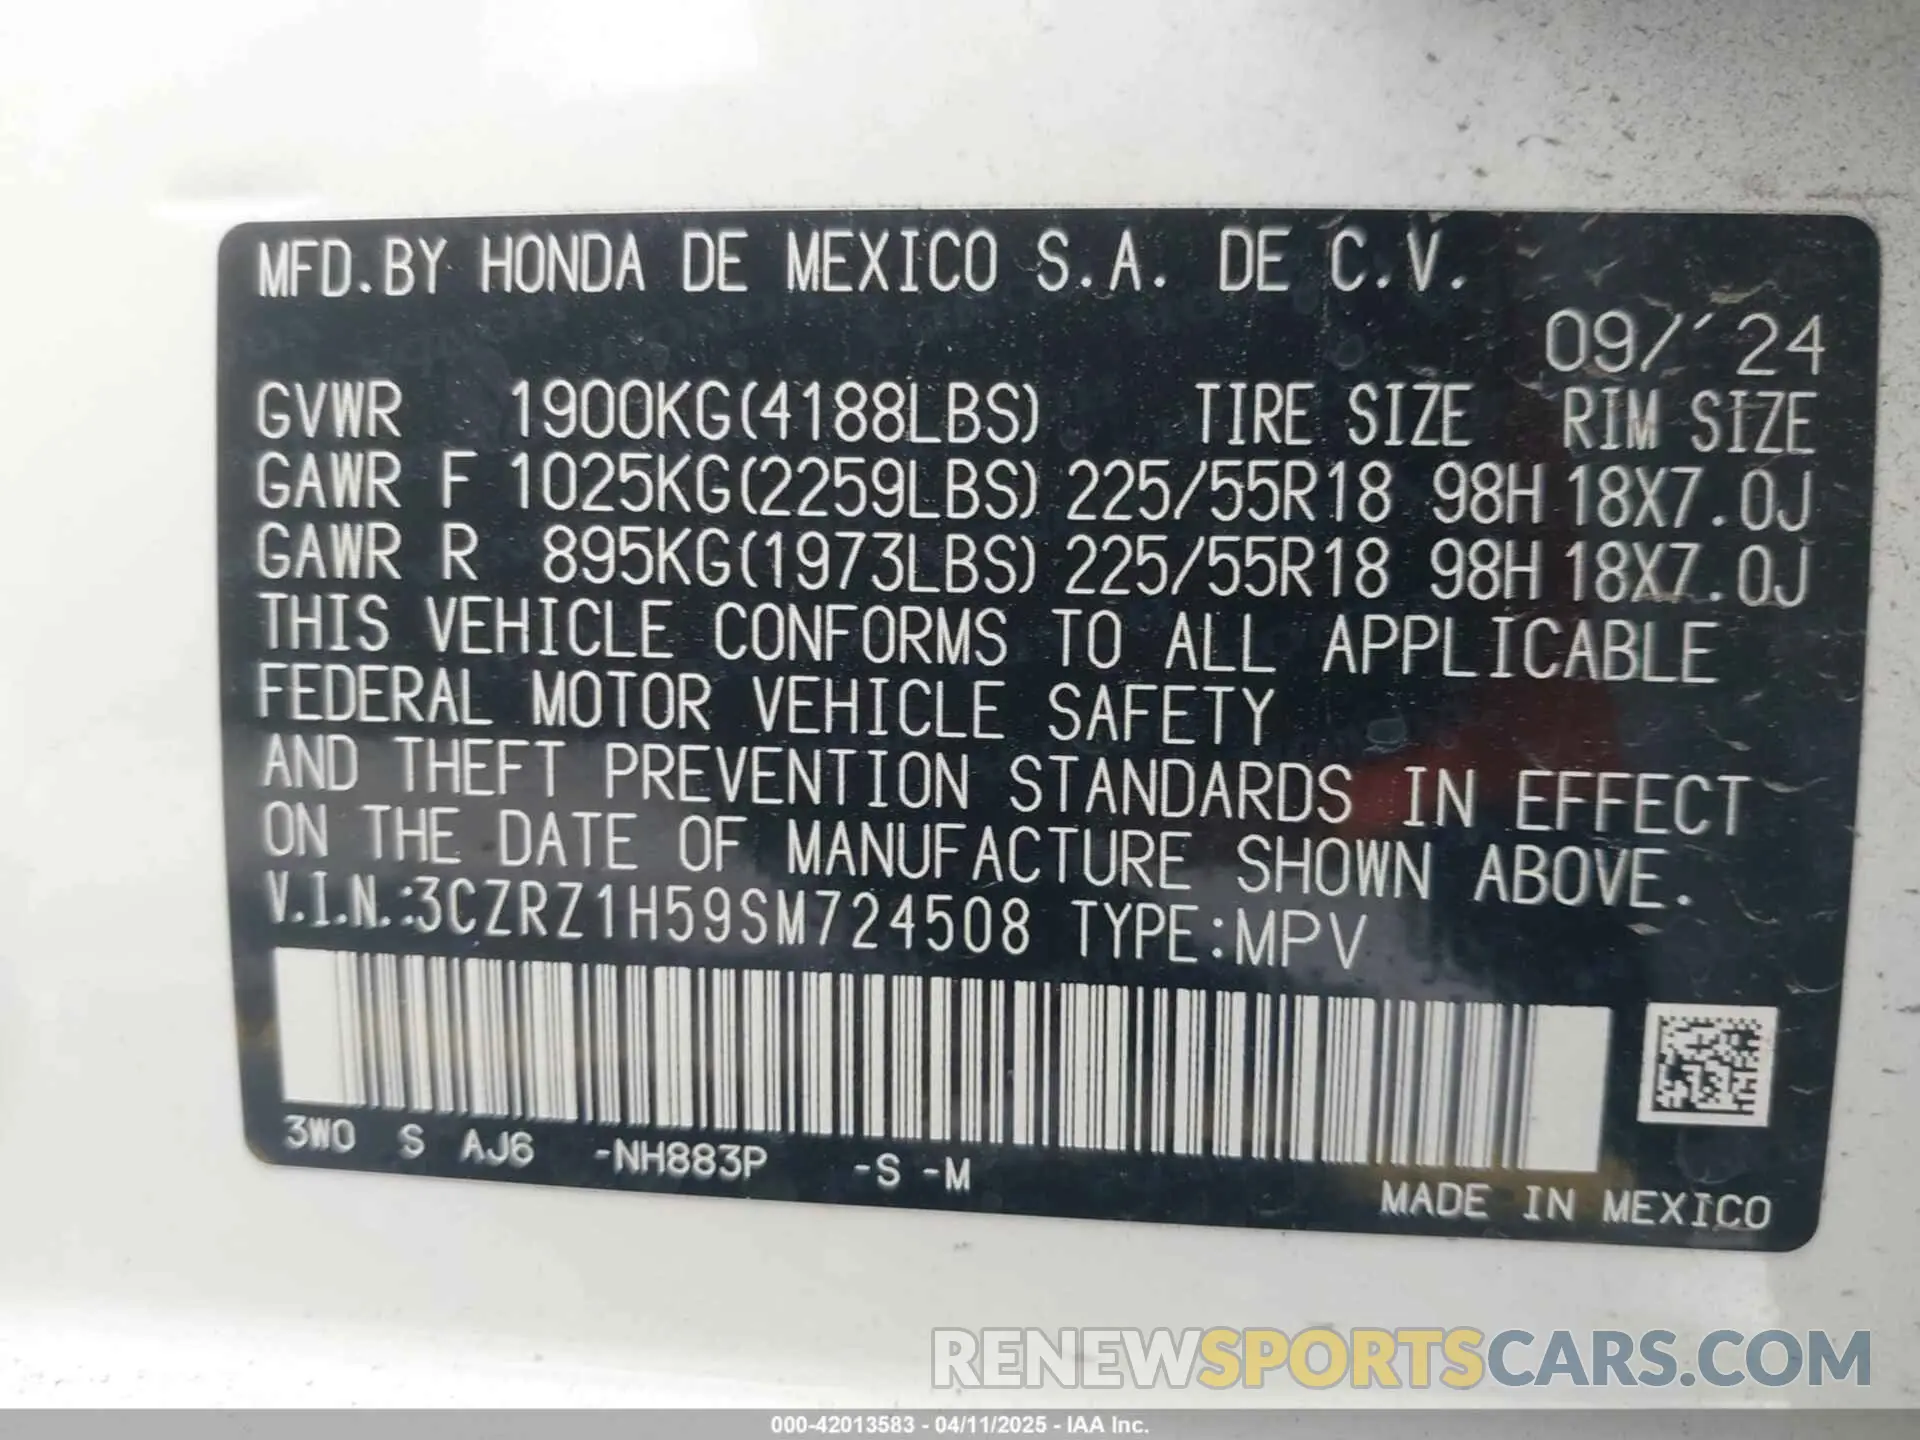 MFD.BY HONDA DE MEXICO S.A. DE C.V.
09/´24
GVWR 1900KG(4188LBS) TIRE SIZE RIM SIZE
GAWR F 1025KG(2259LBS) 225/55R18 98H 18X7.0J
GAWR R 895KG(1973LBS) 225/55R18 98H 18X7.0J
THIS VEHICLE CONFORMS TO ALL APPLICABLE
FEDERAL MOTOR VEHICLE SAFETY
AND THEFT PREVENTION STANDARDS IN EFFECT
ON THE DATE OF MANUFACTURE SHOWN ABOVE.
V.I.N.:3CZRZ1H59SM724508 TYPE:MPV
3W0 S AJ6 -NH883P -S -M
MADE IN MEXICO
RENEWSPORTSCARS.COM
000-42013583 - 04/11/2025 - IAA Inc.